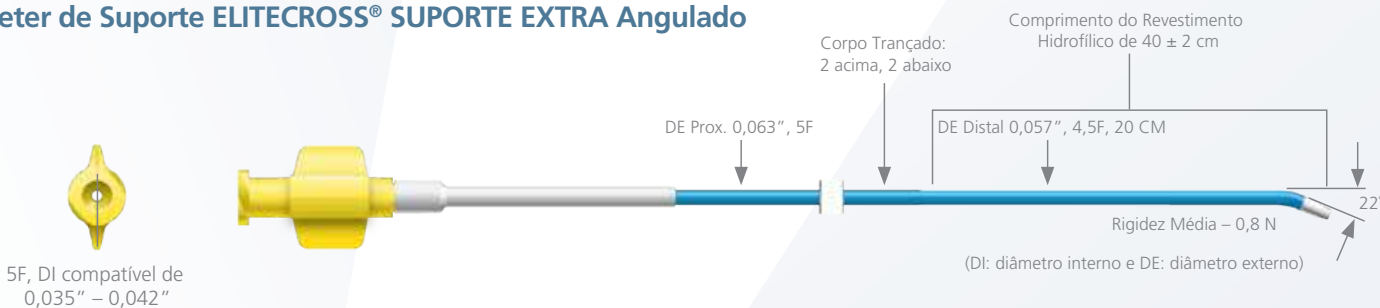 eter de Suporte ELITECROSS® SUPORTE EXTRA Angulado
Comprimento do Revestimento
Hidrofílico de 40 ± 2 cm
Corpo Trançado:
2 acima, 2 abaixo
DE Prox. 0,063”, 5F
DE Distal 0,057”, 4,5F, 20 CM
22°
Rigidez Média – 0,8 N
(DI: diâmetro interno e DE: diâmetro externo)
5F, DI compatível de
0,035” – 0,042”